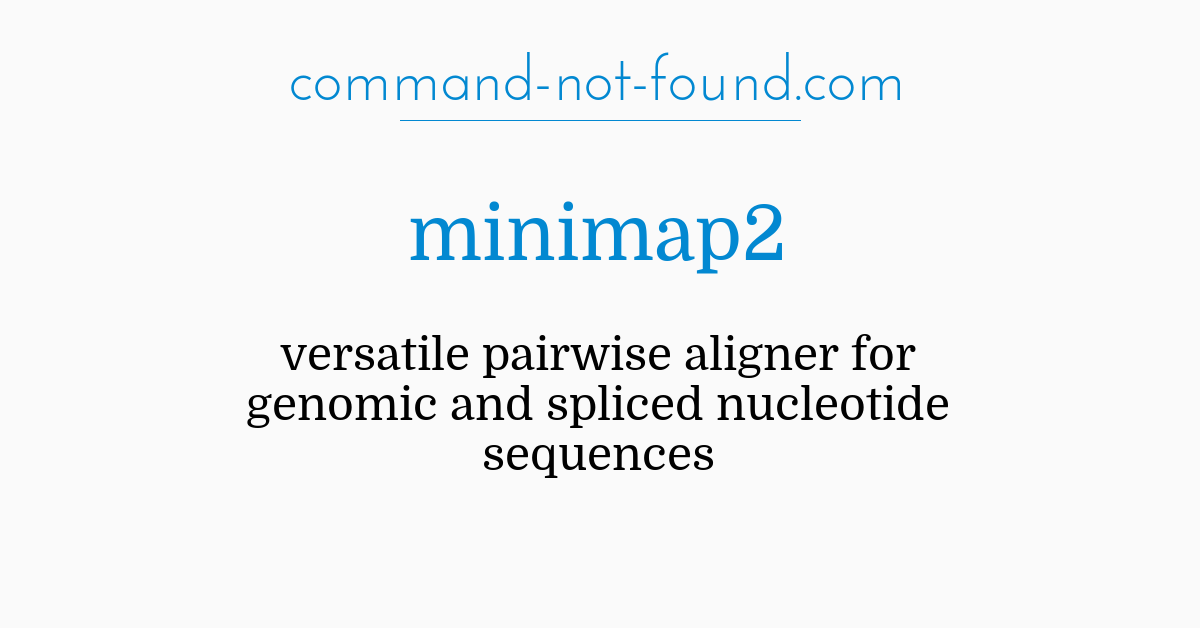 command-not-found.com
minimap2
versatile pairwise aligner for
genomic and spliced nucleotide
sequences